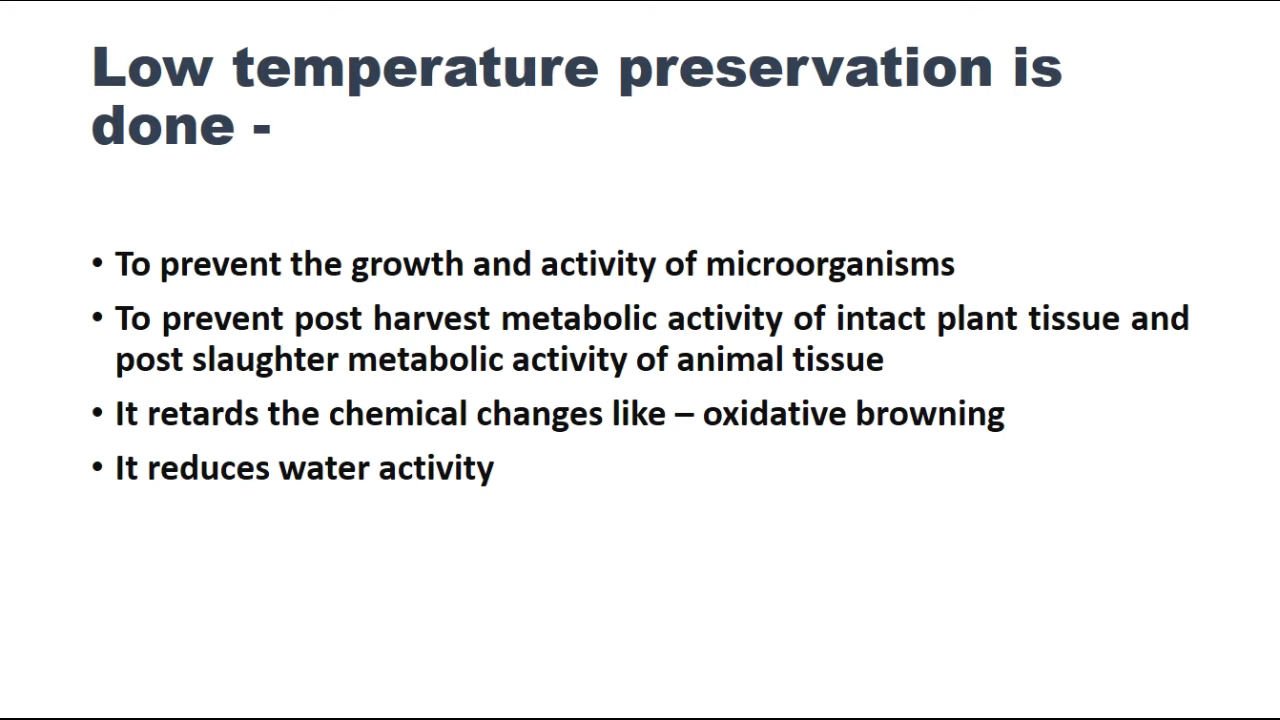 Low temperature preservation is
done -
• To prevent the growth and activity of microorganisms
• To prevent post harvest metabolic activity of intact plant tissue and
post slaughter metabolic activity of animal tissue
• It retards the chemical changes like – oxidative browning
• It reduces water activity